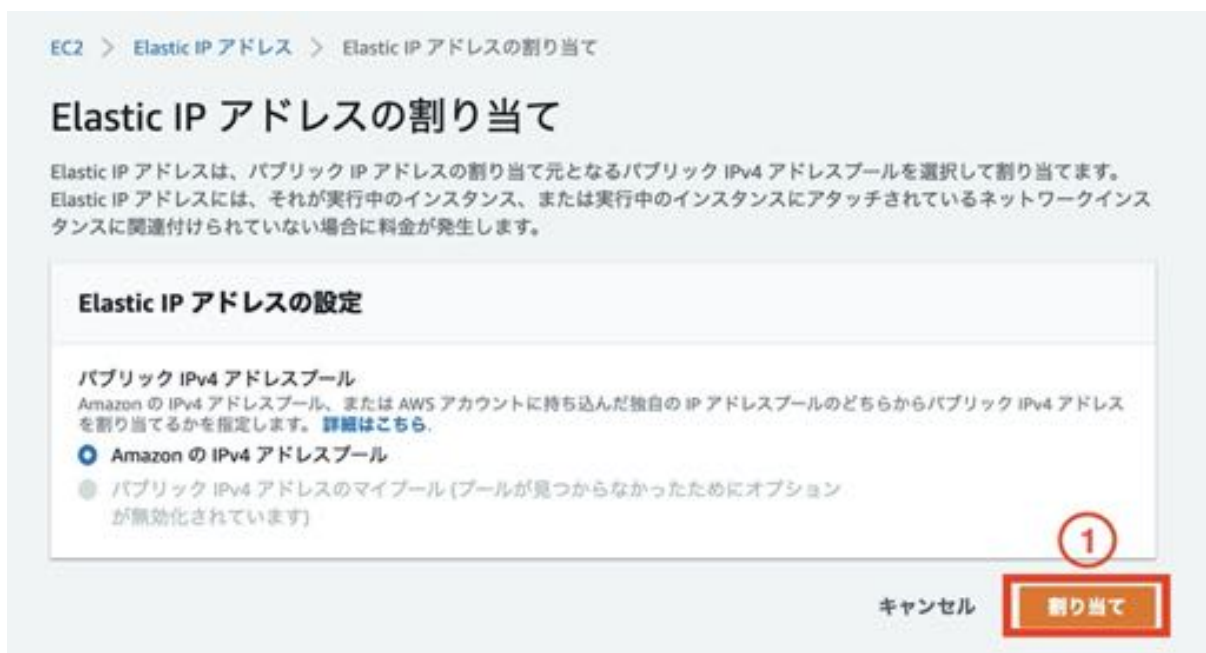 EC2 > Elastic IP アドレス > Elastic IP アドレスの割り当て
Elastic IP アドレスの割り当て
Elastic IP アドレスは、パブリック IP アドレスの割り当て元となるパブリック IPv4 アドレスプールを選択して割り当てます。
Elastic IP アドレスには、それが実行中のインスタンス、または実行中のインスタンスにアタッチされているネットワークインス
タンスに関連付けられていない場合に料金が発生します。
Elastic IP アドレスの設定
パブリック IPv4 アドレスプール
Amazon の IPv4 アドレスプール、または AWS アカウントに持ち込んだ独自の IP アドレスプールのどちらからパブリック IPv4 アドレス
を割り当てるかを指定します。 詳細はこちら.
Amazon の IPv4 アドレスプール
パブリック IPv4 アドレスのマイプール (プールが見つからなかったためにオプション
が無効化されています)
1
キャンセル 割り当て